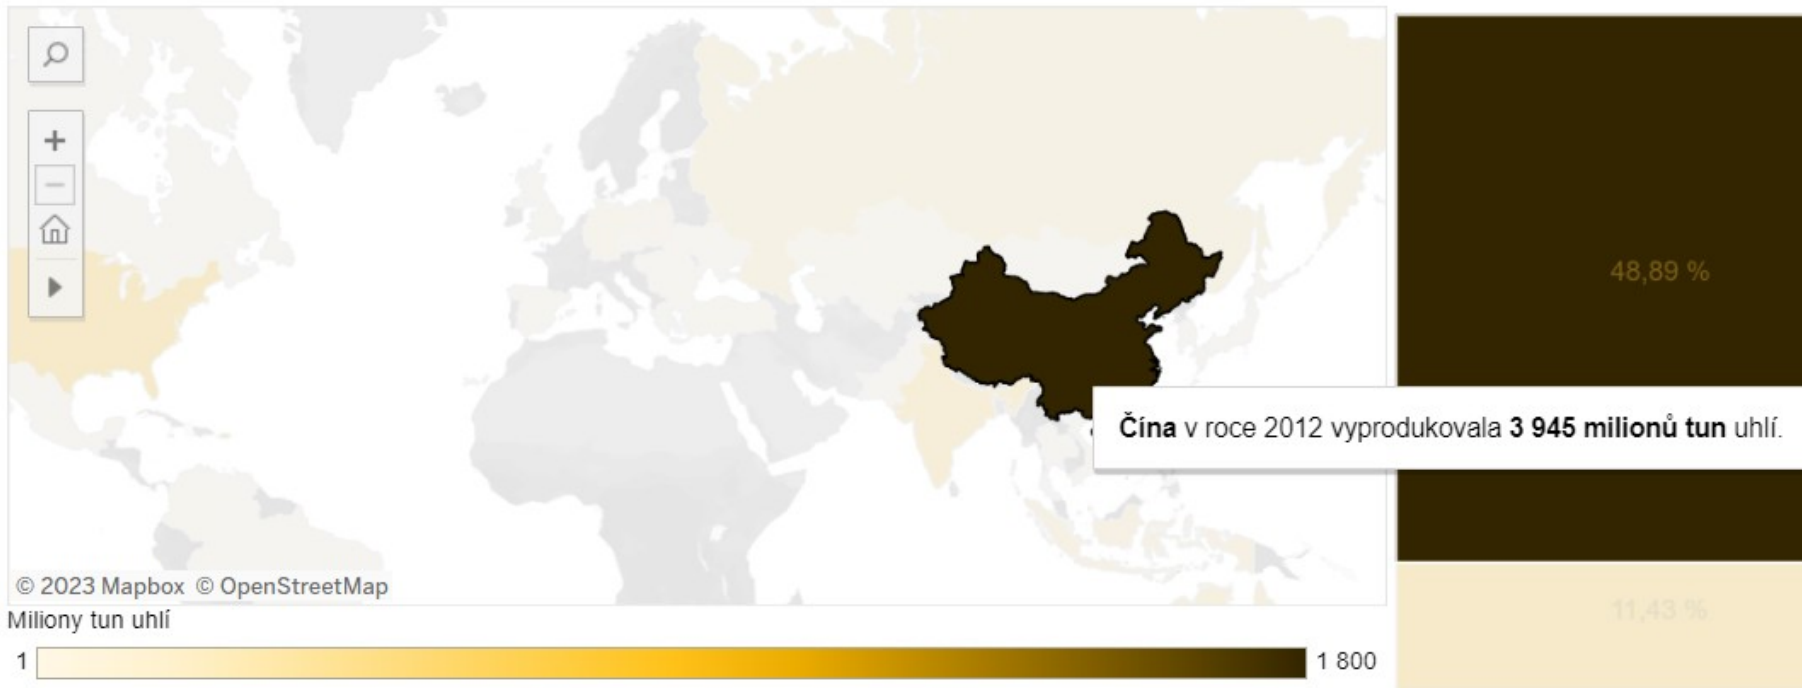 48,89 %
Čína v roce 2012 vyprodukovala 3 945 milionů tun uhlí.
© 2023 Mapbox © OpenStreetMap
11,43 %
Miliony tun uhlí
1
1 800